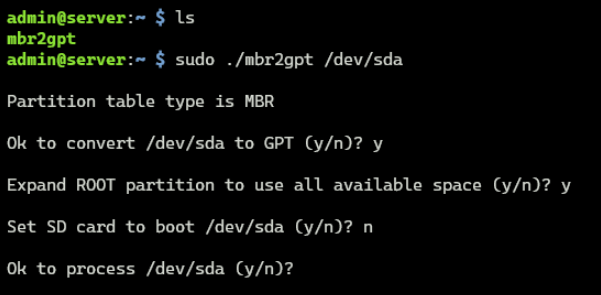 admin@server:~ $ ls
mbr2gpt
admin@server:~ $ sudo ./mbr2gpt /dev/sda
Partition table type is MBR
Ok to convert /dev/sda to GPT (y/n)? y
Expand ROOT partition to use all available space (y/n)? y
Set SD card to boot /dev/sda (y/n)? n
Ok to process /dev/sda (y/n)?